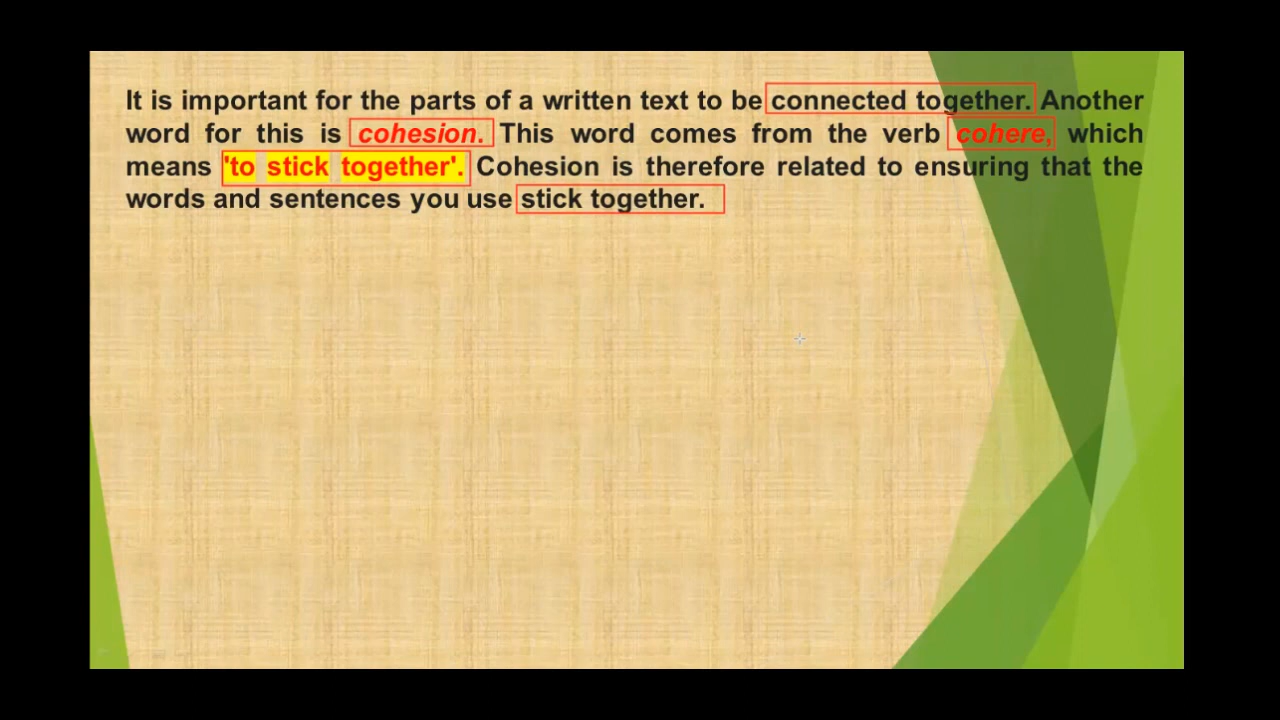 It is important for the parts of a written text to be connected together. Another
word for this is cohesion. This word comes from the verb cohere, which
means 'to stick together'. Cohesion is therefore related to ensuring that the
words and sentences you use stick together.